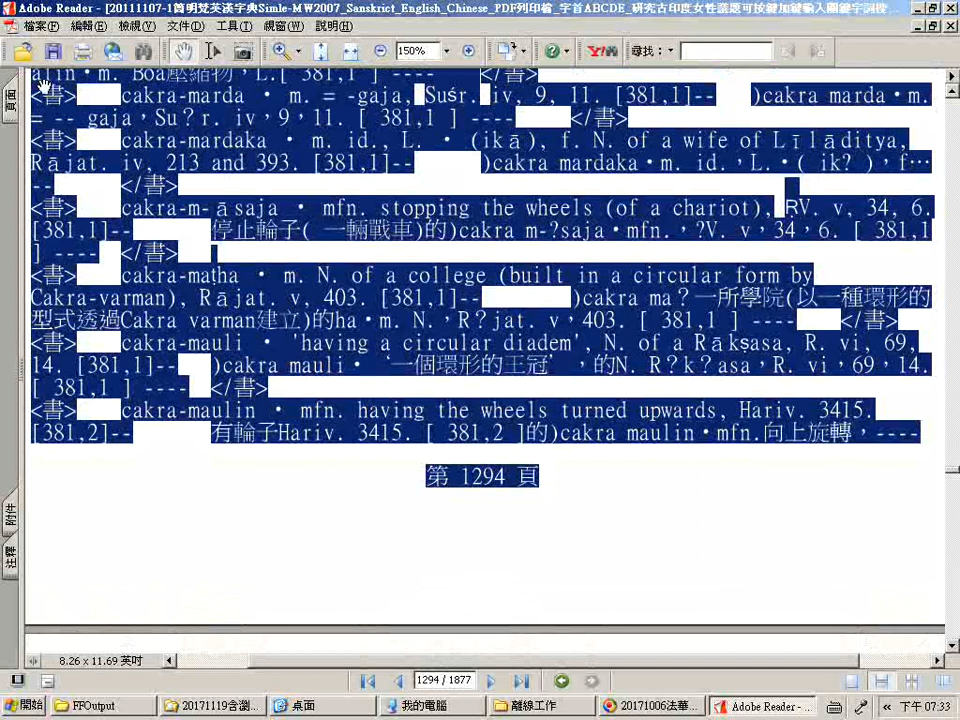 Adobe Reader - [20111107-1簡明梵英漢字典Simle-MW2007_Sanskrict_English_Chinese_PDF列印檔_字首ABCDE_研究古印度女性議題可按鍵鍵輸入關鍵字詞搜
檔案(F) 編輯(E) 檢視(V) 文件(D) 工具(T) 視窗(W) 說明(H)
150% Y! 尋找：
頁面
alin‧m. Boa壓縮物，L.[ 381,1 ] ---- </書>
<書> cakra-marda ‧ m. = -gaja, Suśr. iv, 9, 11. [381,1]-- )cakra marda‧m.
= -- gaja，Su？r. iv，9，11. [ 381,1 ] ---- </書>
<書> cakra-mardaka ‧ m. id., L. ‧ (ikā), f. N. of a wife of Līlāditya,
Rājat. iv, 213 and 393. [381,1]-- )cakra mardaka‧m. id.，L.‧( ik? )，f…
-- </書>
<書> cakra-m-āsaja ‧ mfn. stopping the wheels (of a chariot), ṚV. v, 34, 6.
[381,1]-- 停止輪子( 一輛戰車)的)cakra m-?saja‧mfn.，?V. v，34，6. [ 381,1
] ---- </書>
<書> cakra-maṭha ‧ m. N. of a college (built in a circular form by
Cakra-varman), Rājat. v, 403. [381,1]-- )cakra ma？一所學院(以一種環形的
型式透過Cakra varman建立)的ha‧m. N.，R？jat. v，403. [ 381,1 ] ---- </書>
<書> cakra-mauli ‧ 'having a circular diadem', N. of a Rākṣasa, R. vi, 69,
14. [381,1]-- )cakra mauli‧‘一個環形的王冠’，的N. R？k？asa，R. vi，69，14.
[ 381,1 ] ---- </書>
<書> cakra-maulin ‧ mfn. having the wheels turned upwards, Hariv. 3415.
[381,2]-- 有輪子Hariv. 3415. [ 381,2 ]的)cakra maulin‧mfn.向上旋轉，----
第 1294 頁
附件
注釋
8.26 x 11.69 英吋
1294 / 1877
開始 FFOutput 20171119含瀏... 桌面 我的電腦 離線工作 20171006法華... Adobe Reader - [... 下午 07:33